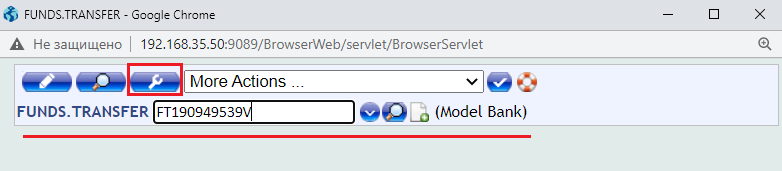 FUNDS.TRANSFER - Google Chrome
Не защищено 192.168.35.50:9089/BrowserWeb/servlet/BrowserServlet
More Actions ...
FUNDS.TRANSFER FT190949539V (Model Bank)